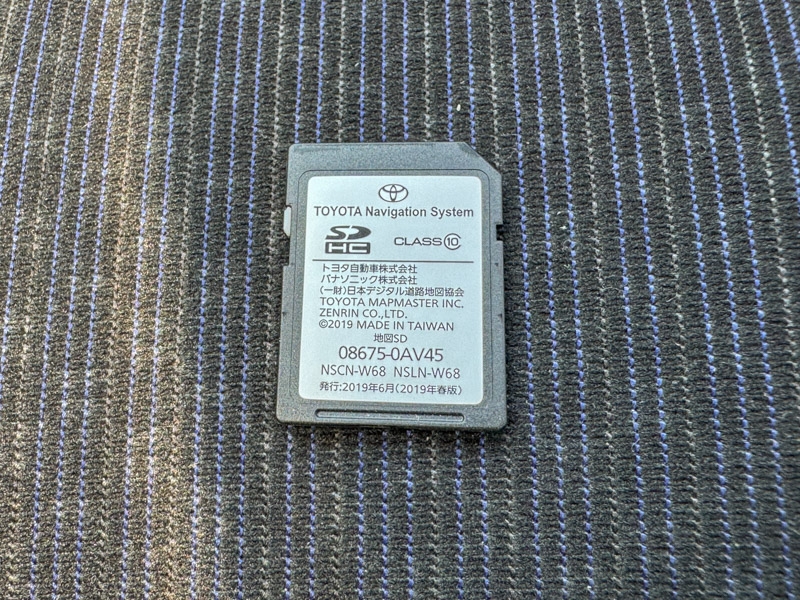 TOYOTA Navigation System
SD HC CLASS 10
トヨタ自動車株式会社
パナソニック株式会社
(一財)日本デジタル道路地図協会
TOYOTA MAPMASTER INC.
ZENRIN CO.,LTD.
©2019 MADE IN TAIWAN
地図SD
08675-0AV45
NSCN-W68 NSLN-W68
発行:2019年6月(2019年春版)